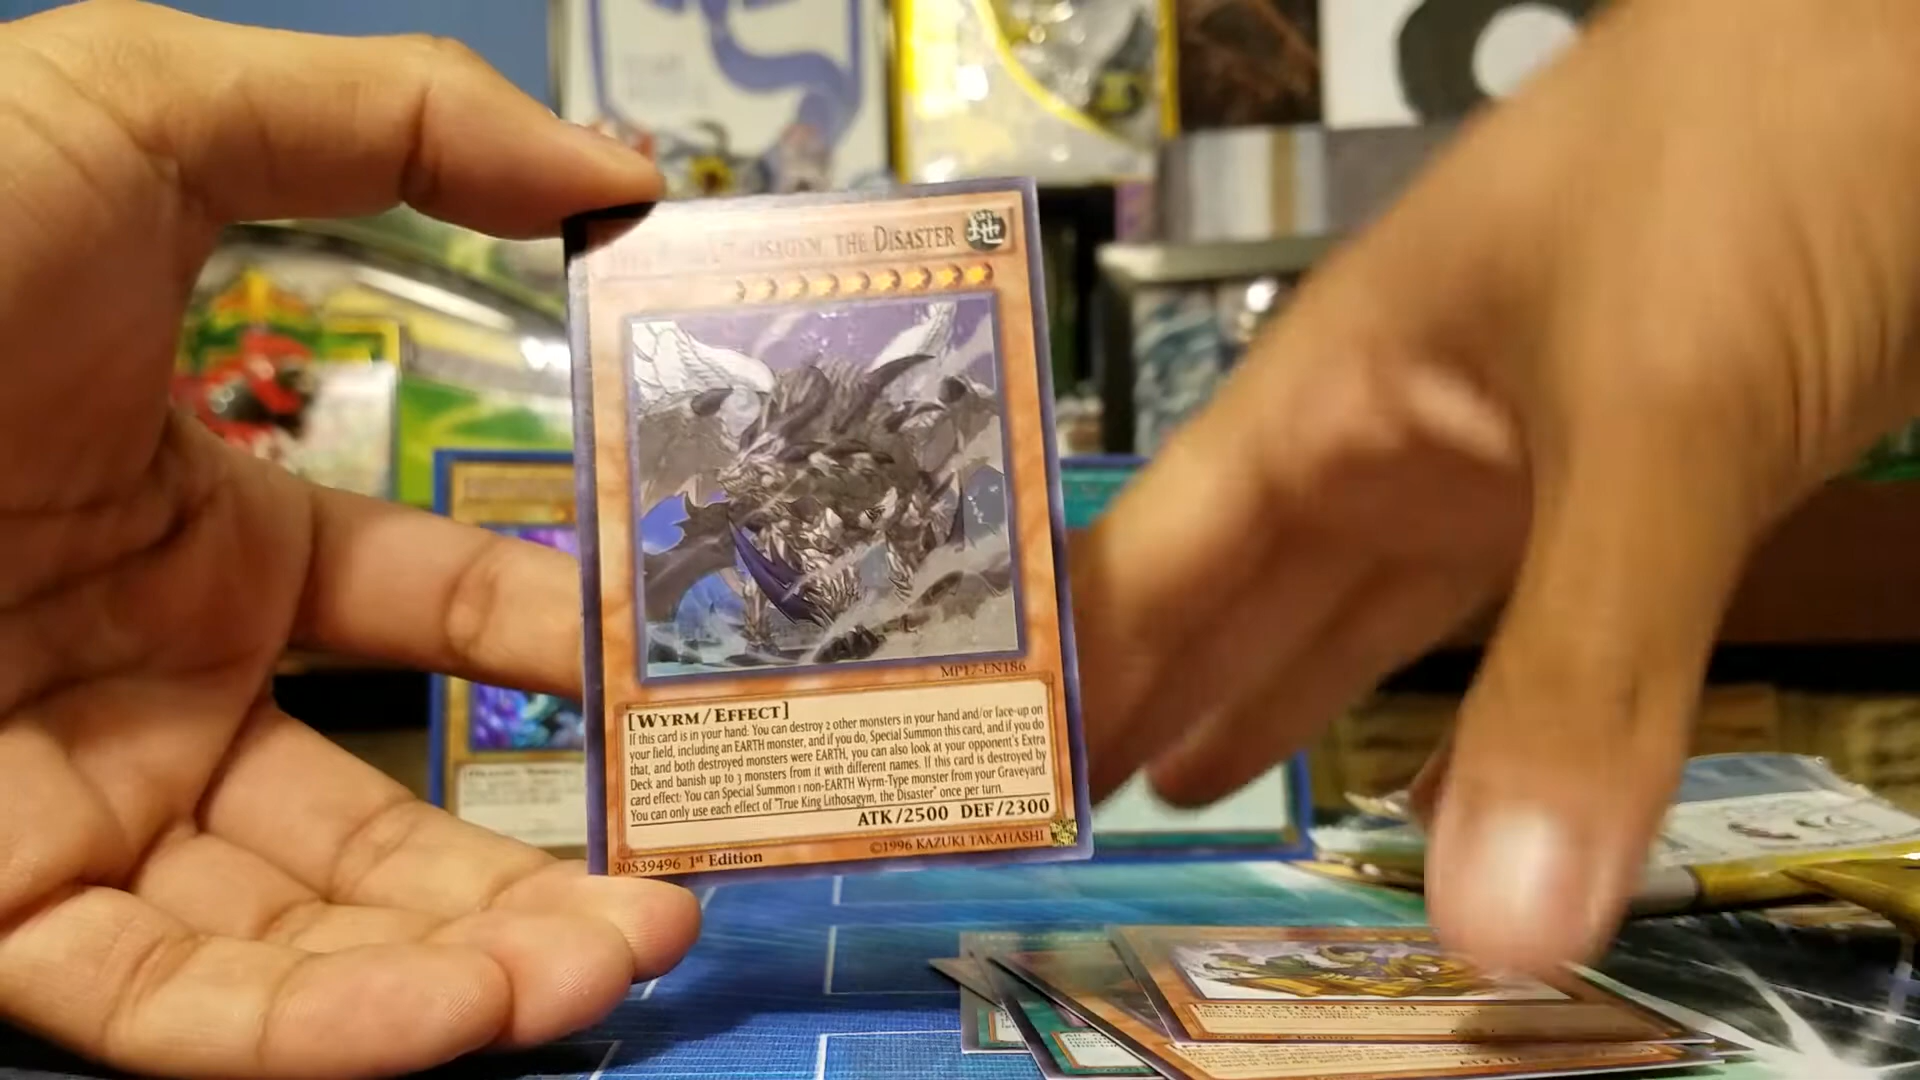 LITHOSAGYM, THE DISASTER
地
MP17-EN186
[WYRM/EFFECT]
If this card is in your hand: You can destroy 2 other monsters in your hand and/or face-up on
your field, including an EARTH monster, and if you do, Special Summon this card, and if you do
that, and both destroyed monsters were EARTH, you can also look at your opponent's Extra
Deck and banish up to 3 monsters from it with different names. If this card is destroyed by
card effect: You can Special Summon 1 non-EARTH Wyrm-Type monster from your Graveyard.
You can only use each effect of "True King Lithosagym, the Disaster" once per turn.
ATK/2500 DEF/2300
30539496 1st Edition ©1996 KAZUKI TAKAHASHI